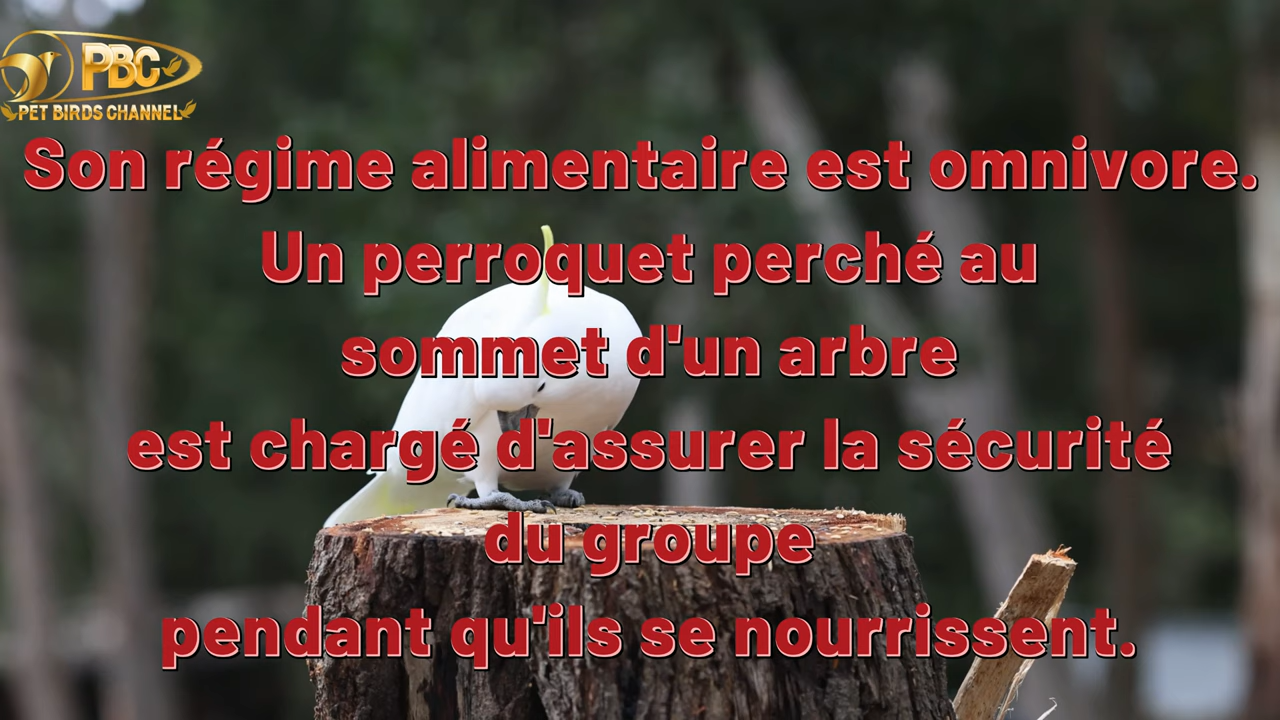 PBC
PET BIRDS CHANNEL
Son régime alimentaire est omnivore.
Un perroquet perché au
sommet d'un arbre
est chargé d'assurer la sécurité
du groupe
pendant qu'ils se nourrissent.